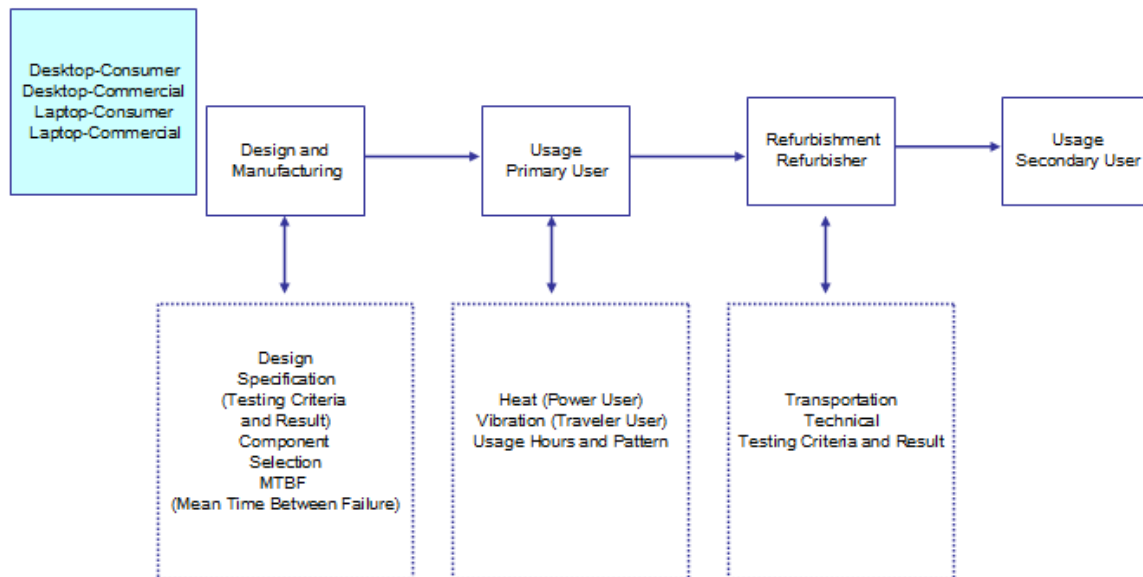 Desktop-Consumer
Desktop-Commercial
Laptop-Consumer
Laptop-Commercial
Design and
Manufacturing
Usage
Primary User
Refurbishment
Refurbisher
Usage
Secondary User
Design
Specification
(Testing Criteria
and Result)
Component
Selection
MTBF
(Mean Time Between Failure)
Heat (Power User)
Vibration (Traveler User)
Usage Hours and Pattern
Transportation
Technical
Testing Criteria and Result